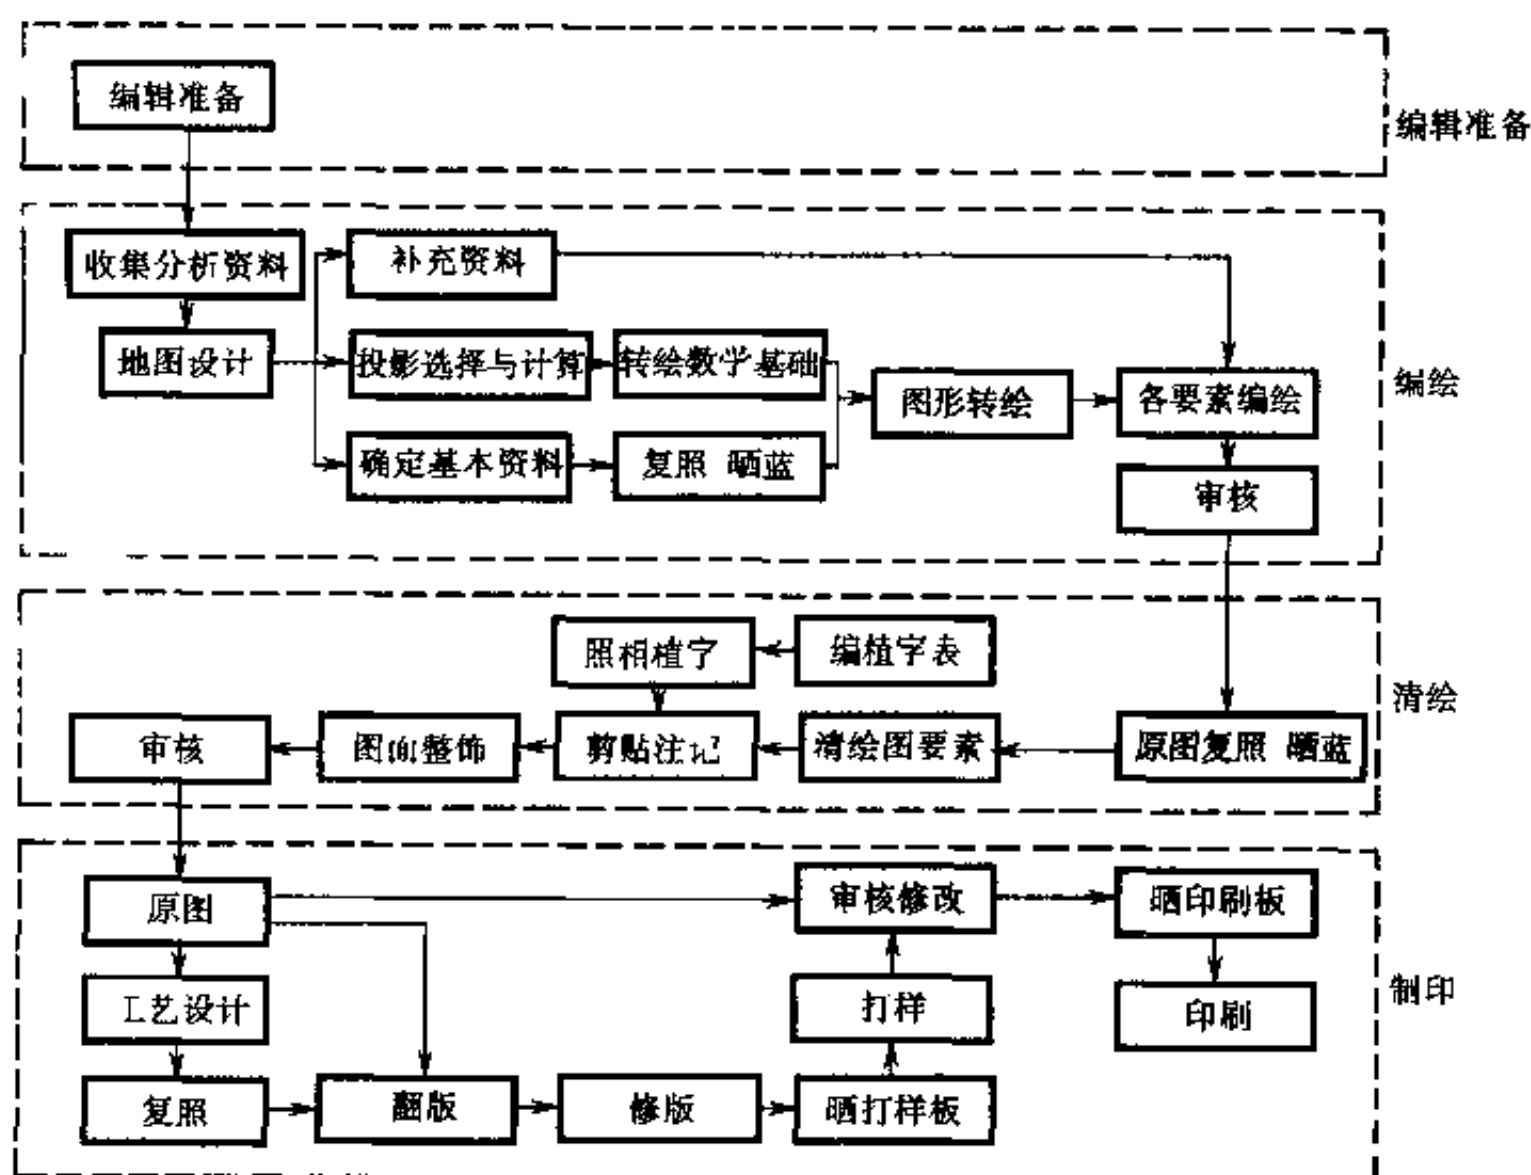 编辑准备
编辑准备
收集分析资料
补充资料
地图设计
投影选择与计算
转绘数学基础
图形转绘
各要素编绘
编绘
确定基本资料
复照 晒蓝
审核
照相植字
编植字表
清绘
审核
图面整饰
剪贴注记
清绘图要素
原图复照 晒蓝
原图
审核修改
晒印刷板
工艺设计
打样
印刷
制印
复照
翻版
修版
晒打样板